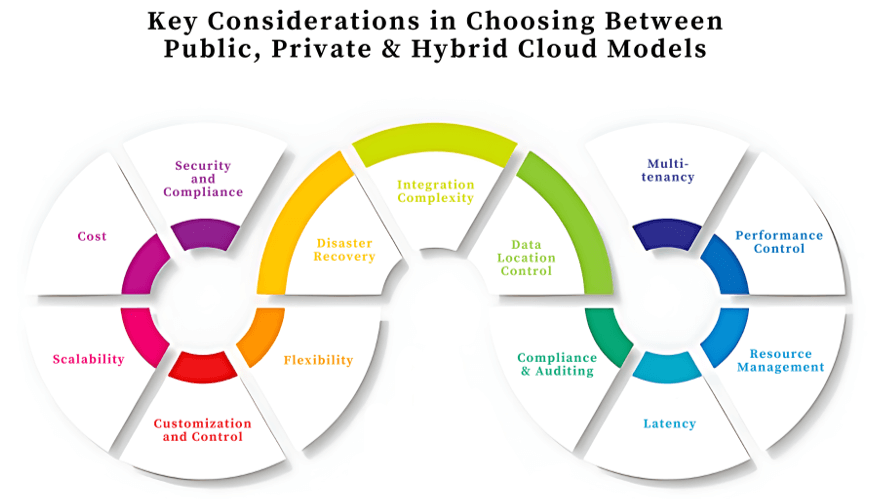 Key Considerations in Choosing Between
Public, Private & Hybrid Cloud Models
Security
and
Compliance
Cost
Scalability
Customization
and Control
Flexibility
Disaster
Recovery
Integration
Complexity
Data
Location
Control
Compliance
& Auditing
Latency
Resource
Management
Performance
Control
Multi-
tenancy